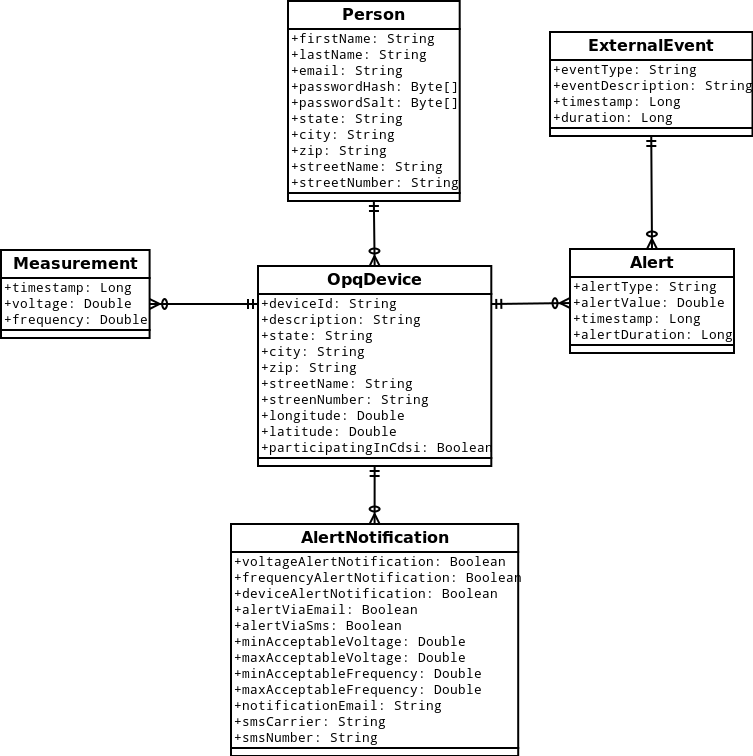 Person
+firstName: String
+lastName: String
+email: String
+passwordHash: Byte[]
+passwordSalt: Byte[]
+state: String
+city: String
+zip: String
+streetName: String
+streetNumber: String
ExternalEvent
+eventType: String
+eventDescription: String
+timestamp: Long
+duration: Long
Measurement
+timestamp: Long
+voltage: Double
+frequency: Double
OpqDevice
+deviceId: String
+description: String
+state: String
+city: String
+zip: String
+streetName: String
+streenNumber: String
+longitude: Double
+latitude: Double
+participatingInCdsi: Boolean
Alert
+alertType: String
+alertValue: Double
+timestamp: Long
+alertDuration: Long
AlertNotification
+voltageAlertNotification: Boolean
+frequencyAlertNotification: Boolean
+deviceAlertNotification: Boolean
+alertViaEmail: Boolean
+alertViaSms: Boolean
+minAcceptableVoltage: Double
+maxAcceptableVoltage: Double
+minAcceptableFrequency: Double
+maxAcceptableFrequency: Double
+notificationEmail: String
+smsCarrier: String
+smsNumber: String